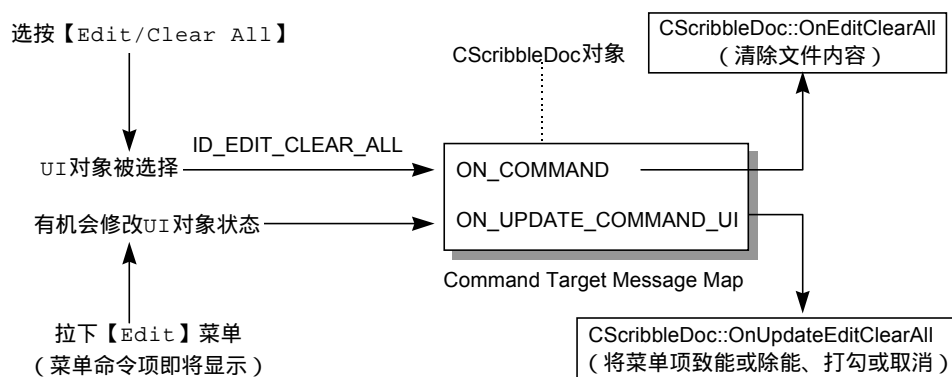 选按【Edit/Clear All】
CScribbleDoc对象
CScribbleDoc::OnEditClearAll
（清除文件内容）
UI对象被选择
ID_EDIT_CLEAR_ALL
ON_COMMAND
有机会修改UI对象状态
ON_UPDATE_COMMAND_UI
Command Target Message Map
拉下【Edit】菜单
（菜单命令项即将显示）
CScribbleDoc::OnUpdateEditClearAll
（将菜单项致能或除能、打勾或取消）